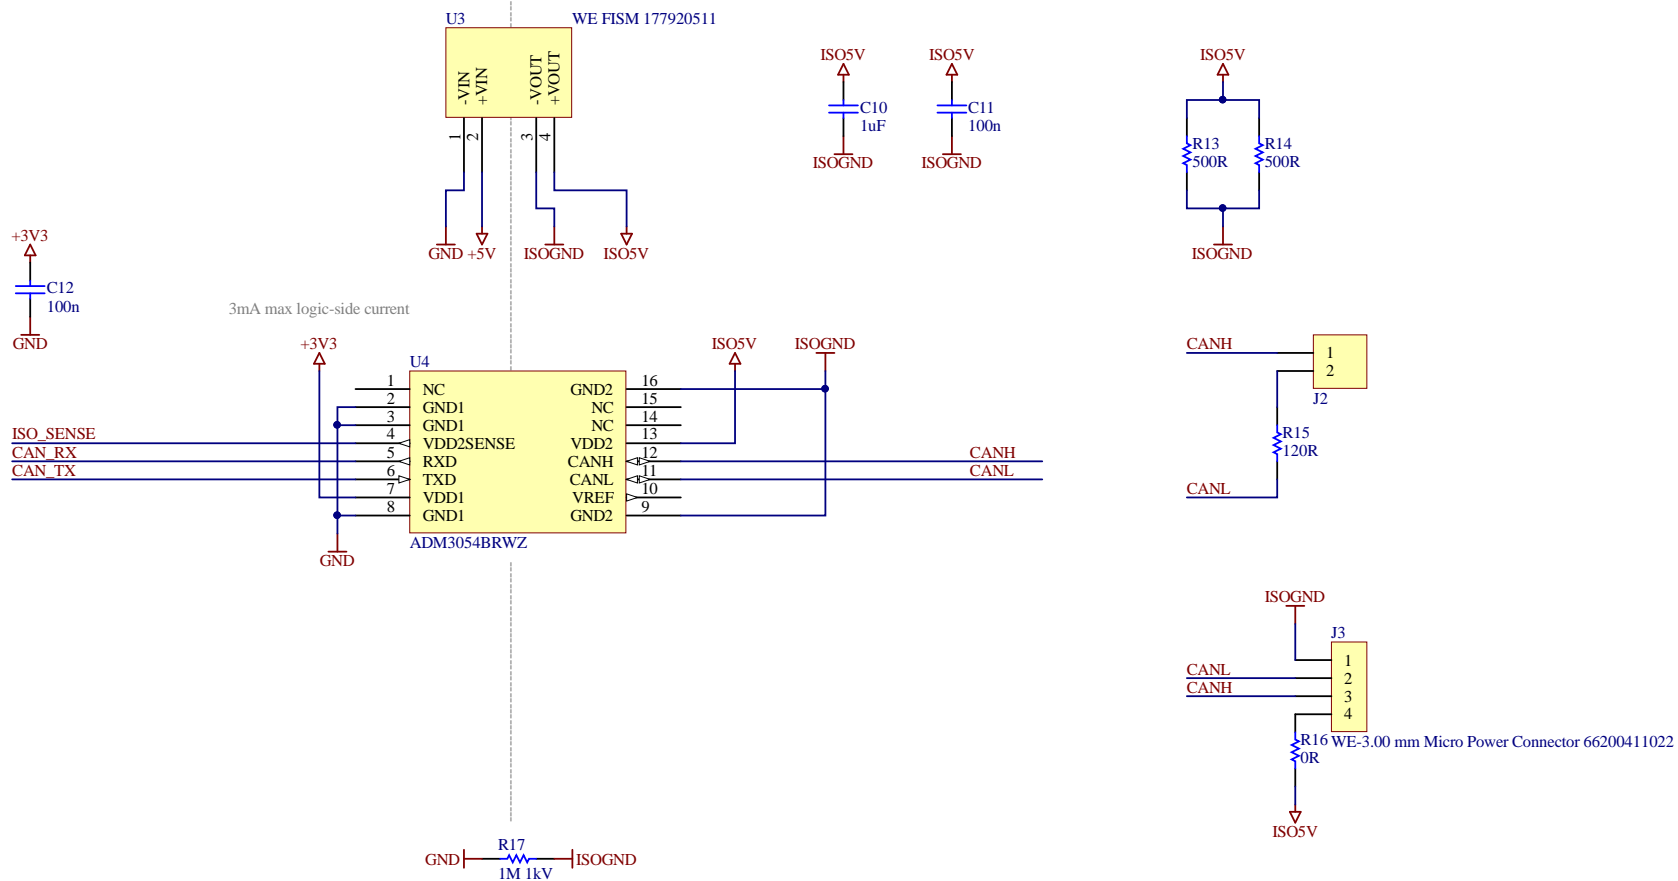 U3
WE FISM 177920511
-VIN
+VIN
-VOUT
+VOUT
1
2
3
4
GND
+5V
ISOGND
ISO5V
ISO5V
C10
1uF
ISOGND
ISO5V
C11
100n
ISOGND
ISO5V
R13
500R
R14
500R
ISOGND
+3V3
C12
100n
GND
3mA max logic-side current
+3V3
U4
ISO5V
ISOGND
1 NC
2 GND1
3 GND1
ISO_SENSE 4 VDD2SENSE
CAN_RX 5 RXD
CAN_TX 6 TXD
7 VDD1
8 GND1
GND2 16
NC 15
NC 14
VDD2 13
CANH 12 CANH
CANL 11 CANL
VREF 10
GND2 9
GND
ADM3054BRWZ
CANH
1
2
J2
R15
120R
CANL
ISOGND
J3
1
CANL 2
CANH 3
4
R16
0R
WE-3.00 mm Micro Power Connector 66200411022
ISO5V
R17
GND
ISOGND
1M 1kV